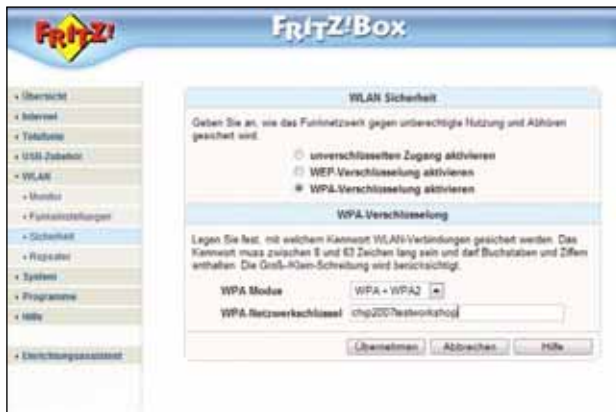 FRITZ!
FRITZ!Box
Übersicht
Internet
Telefonie
USB-Zubehör
WLAN
Monitor
Funkeinstellungen
Sicherheit
Repeater
System
Programme
Hilfe
Einrichtungsassistent
WLAN Sicherheit
Geben Sie an, wie das Funknetzwerk gegen unberechtigte Nutzung und Abhören
gesichert wird.
unverschlüsselten Zugang aktivieren
WEP-Verschlüsselung aktivieren
WPA-Verschlüsselung aktivieren
WPA-Verschlüsselung
Legen Sie fest, mit welchem Kennwort WLAN-Verbindungen gesichert werden. Das
Kennwort muss zwischen 8 und 63 Zeichen lang sein und darf Buchstaben und Ziffern
enthalten. Die Groß-Klein-Schreibung wird berücksichtigt.
WPA Modus WPA + WPA2
WPA-Netzwerkschlüssel chip2007testworkshop
Übernehmen Abbrechen Hilfe